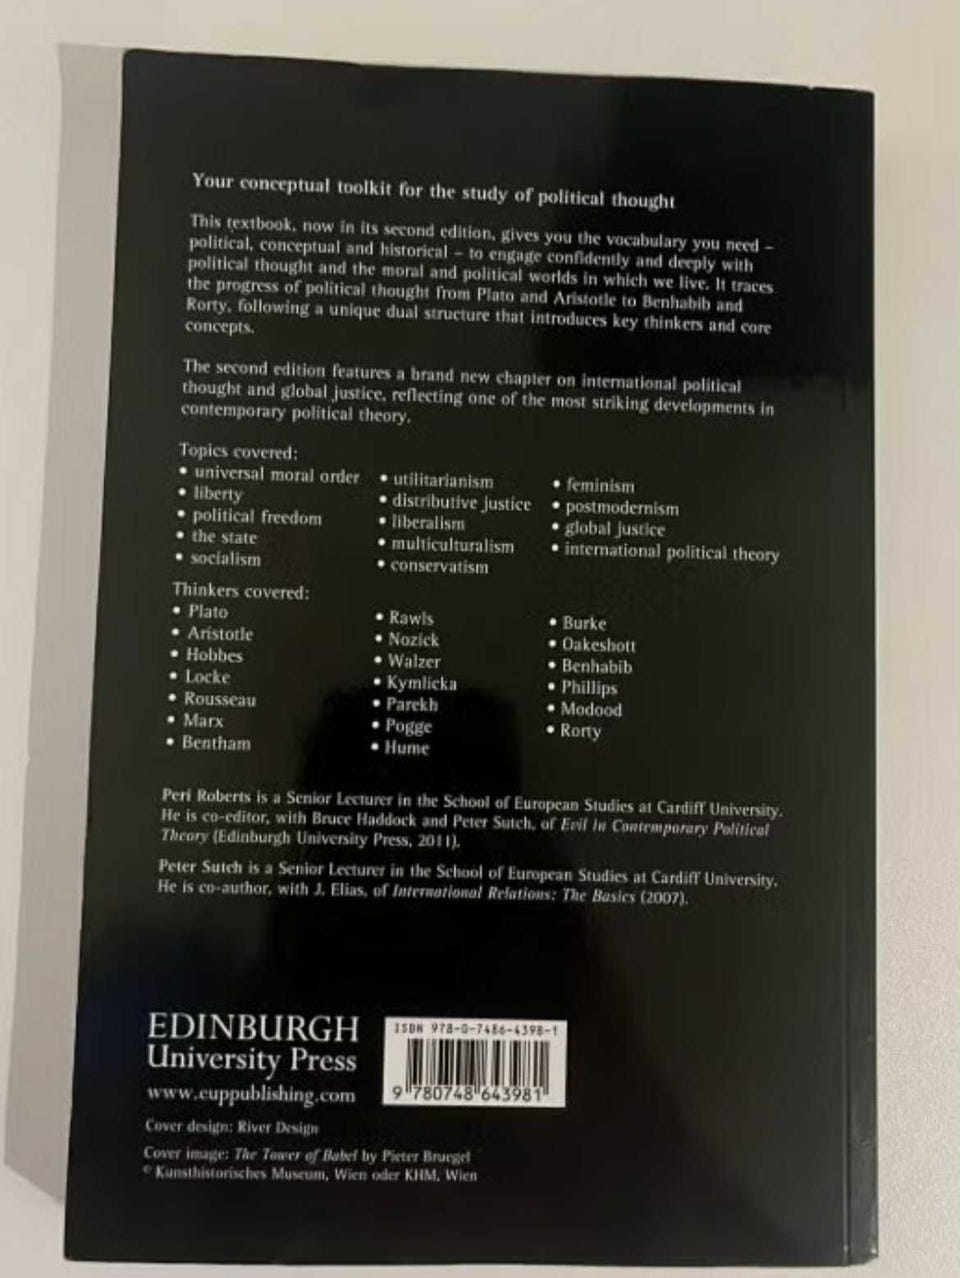 Your conceptual toolkit for the study of political thought
This textbook, now in its second edition, gives you the vocabulary you need –
political, conceptual and historical – to engage confidently and deeply with
political thought and the moral and political worlds in which we live. It traces
the progress of political thought from Plato and Aristotle to Benhabib and
Rorty, following a unique dual structure that introduces key thinkers and core
concepts.
The second edition features a brand new chapter on international political
thought and global justice, reflecting one of the most striking developments in
contemporary political theory.
Topics covered:
• universal moral order
• liberty
• political freedom
• the state
• socialism
• utilitarianism
• distributive justice
• liberalism
• multiculturalism
• conservatism
• feminism
• postmodernism
• global justice
• international political theory
Thinkers covered:
• Plato
• Aristotle
• Hobbes
• Locke
• Rousseau
• Marx
• Bentham
• Rawls
• Nozick
• Walzer
• Kymlicka
• Parekh
• Pogge
• Hume
• Burke
• Oakeshott
• Benhabib
• Phillips
• Modood
• Rorty
Peri Roberts is a Senior Lecturer in the School of European Studies at Cardiff University.
He is co-editor, with Bruce Haddock and Peter Sutch, of Evil in Contemporary Political
Theory (Edinburgh University Press, 2011).
Peter Sutch is a Senior Lecturer in the School of European Studies at Cardiff University.
He is co-author, with J. Elias, of International Relations: The Basics (2007).
EDINBURGH
University Press
www.euppublishing.com
ISBN 978-0-7486-4398-1
9 780748 643981
Cover design: River Design
Cover image: The Tower of Babel by Pieter Bruegel
© Kunsthistorisches Museum, Wien oder KHM, Wien